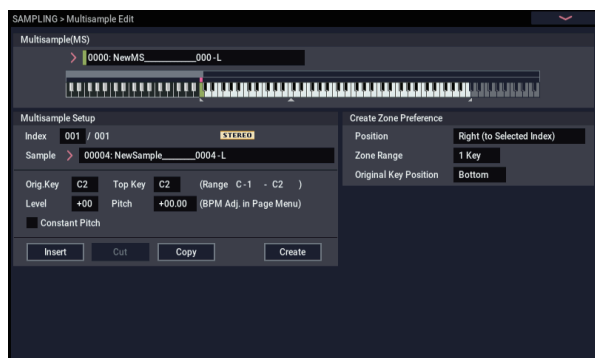 SAMPLING > Multisample Edit
Multisample(MS)
0000: NewMS_________000 -L
Multisample Setup
Index 001 / 001 STEREO
Sample 00004: NewSample______0004 -L
Orig.Key C2 Top Key C2 (Range C -1 - C2 )
Level +00 Pitch +00.00 (BPM Adj. in Page Menu)
Constant Pitch
Insert Cut Copy Create
Create Zone Preference
Position Right (to Selected Index)
Zone Range 1 Key
Original Key Position Bottom